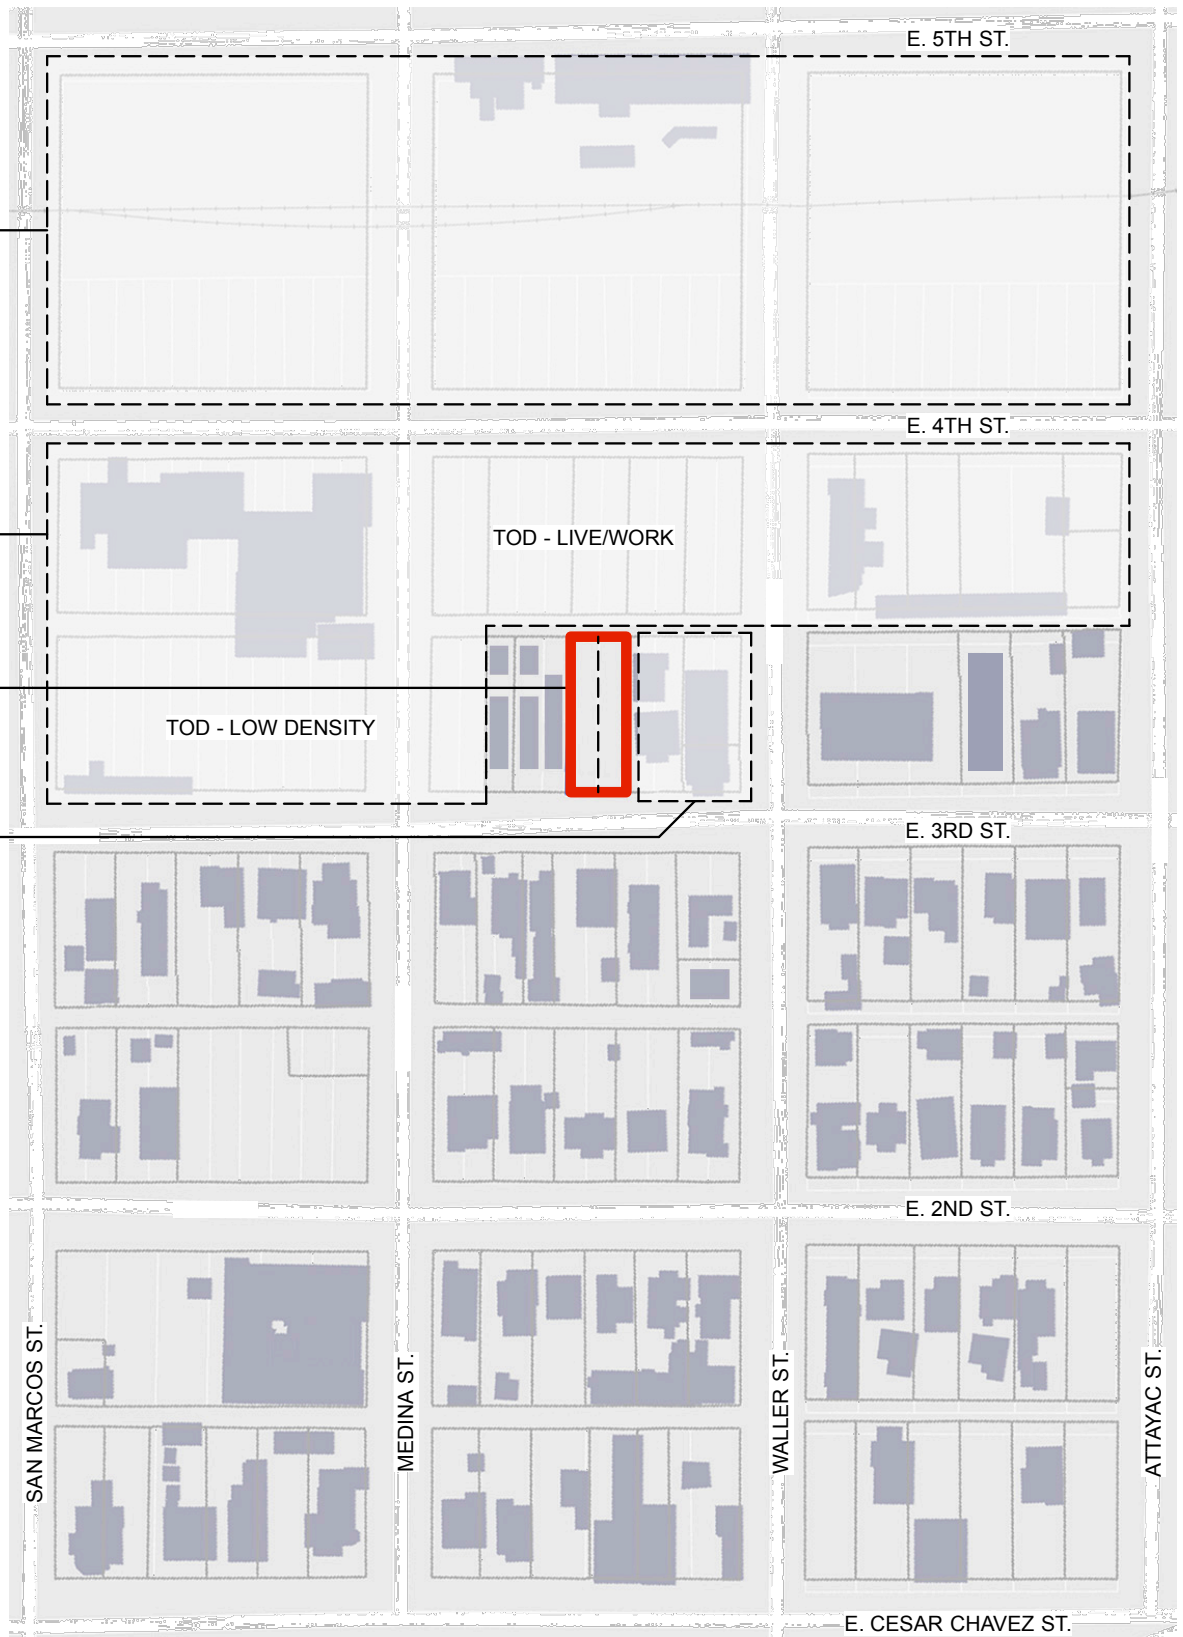 E. 5TH ST.
E. 4TH ST.
TOD - LIVE/WORK
TOD - LOW DENSITY
E. 3RD ST.
E. 2ND ST.
SAN MARCOS ST.
MEDINA ST.
WALLER ST.
ATTAYAC ST.
E. CESAR CHAVEZ ST.